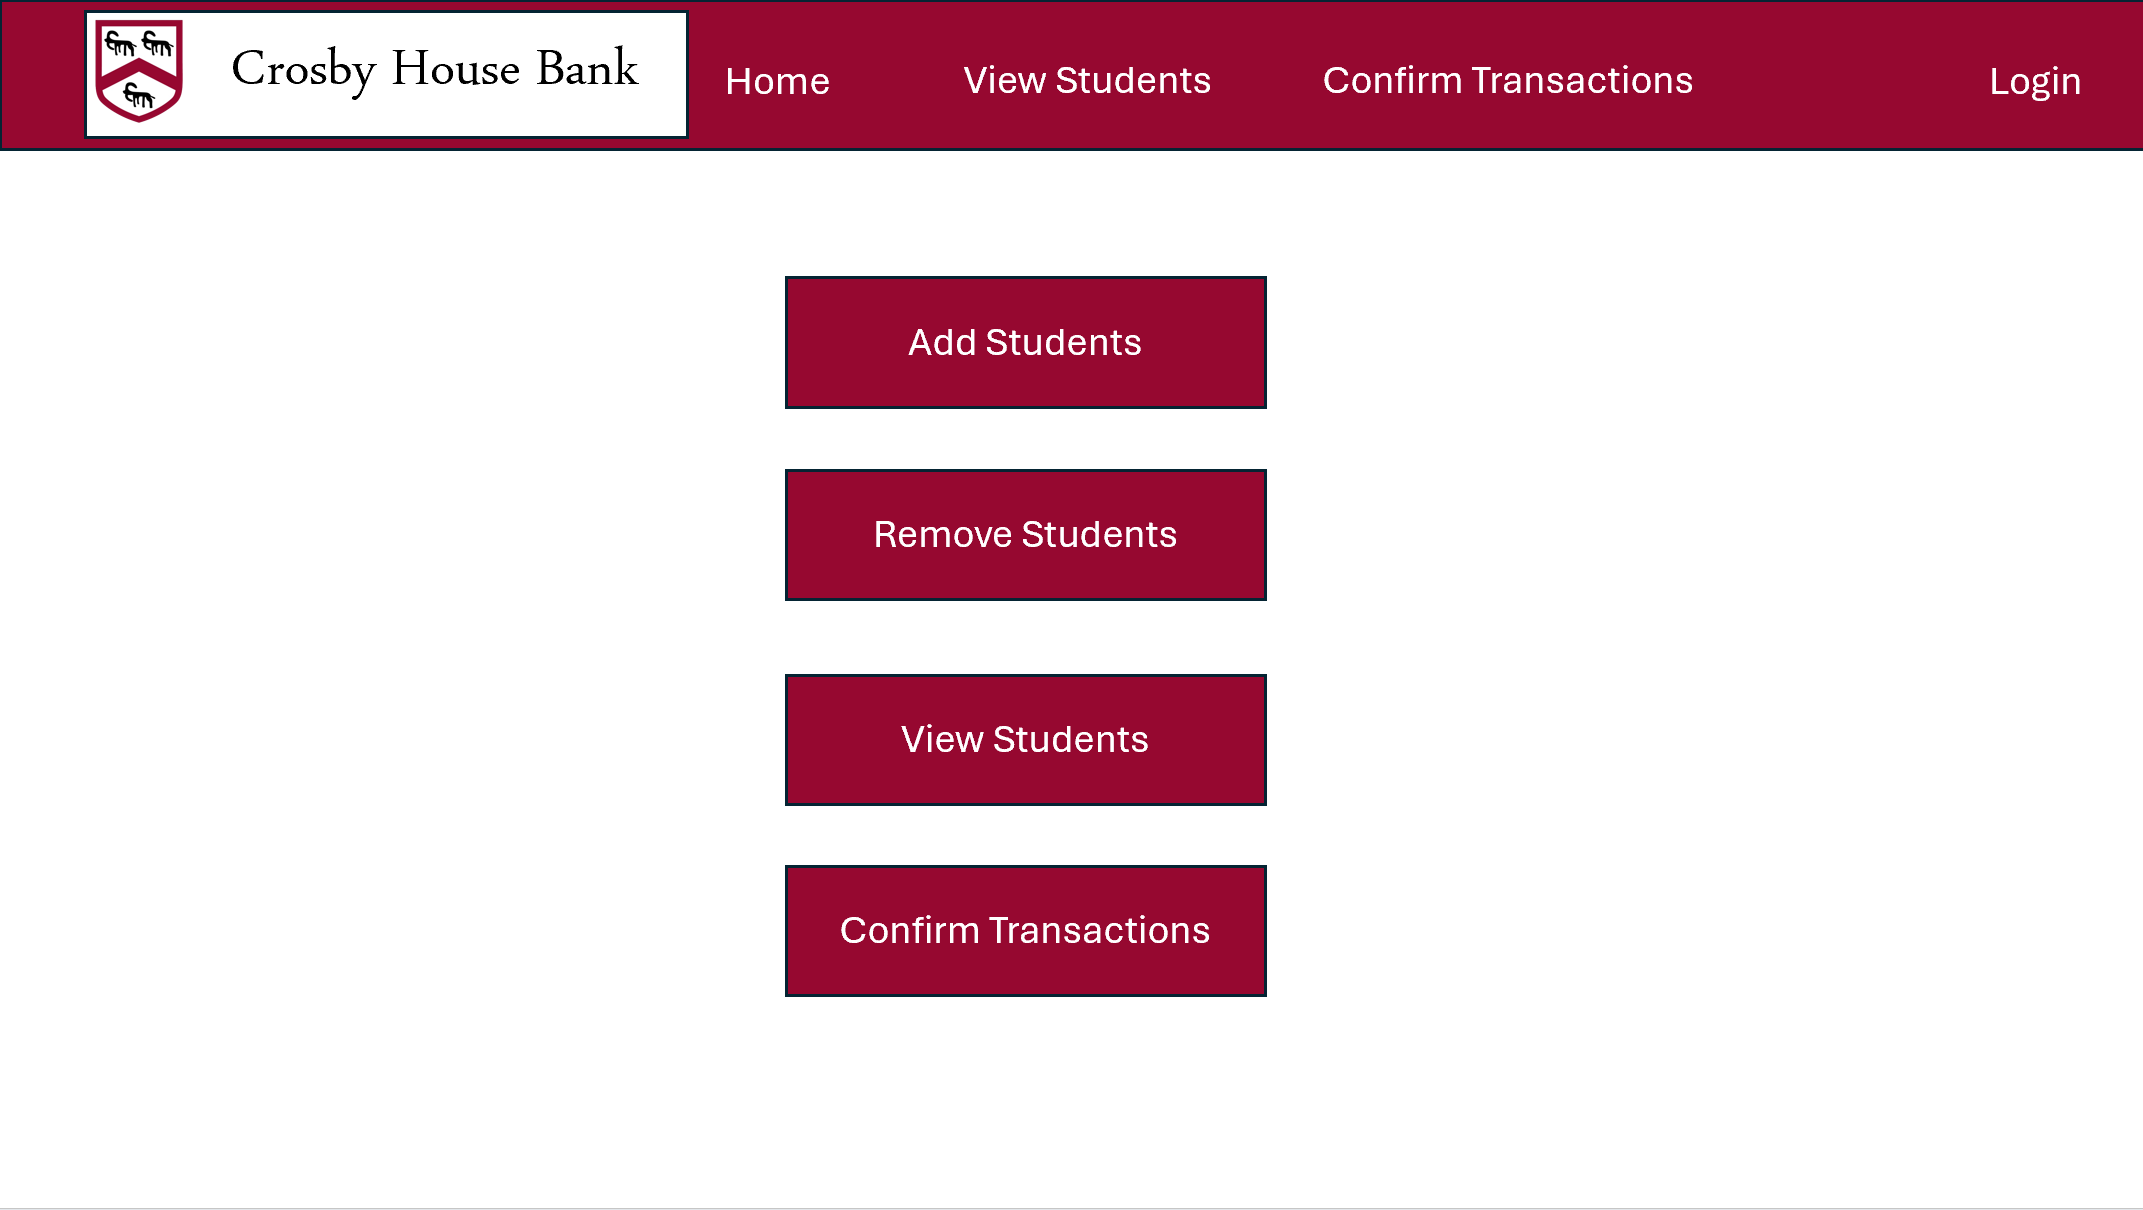 Crosby House Bank
Home
View Students
Confirm Transactions
Login
Add Students
Remove Students
View Students
Confirm Transactions